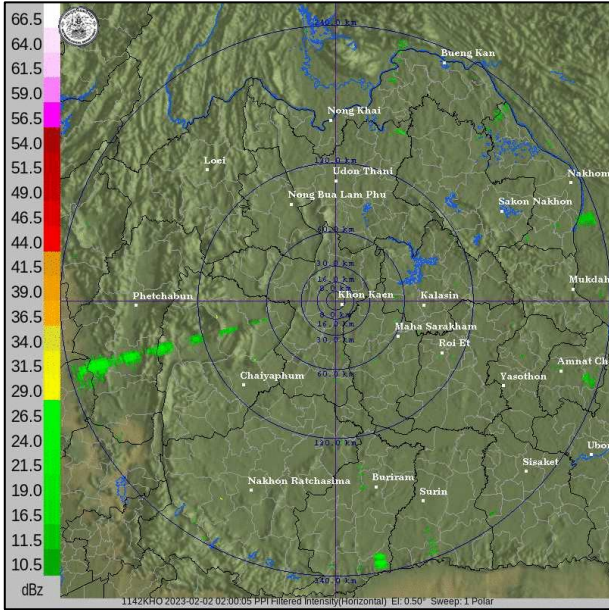 66.5
64.0
61.5
59.0
56.5
54.0
51.5
49.0
46.5
44.0
41.5
39.0
36.5
34.0
31.5
29.0
26.5
24.5
21.5
19.0
16.5
13.5
10.5
dBz
Bueng Kan
Nong Khai
Loei
Udon Thani
Nakhom
Nong Bua Lam Phu
Sakon Nakhon
Mukdah
Phetchabun
Khon Kaen
Kalasin
Maha Sarakham
Roi-Et
Amnat Ch
Chaiyaphum
Yasothon
120.0 km
Ubon
Sisaket
Nakhon Ratchasima
Buriram
Surin
1142KHO 2023-02-02 02:00:05 PPI Filtered Intensity(Horizontal) El: 0.50° Sweep: 1 Polar